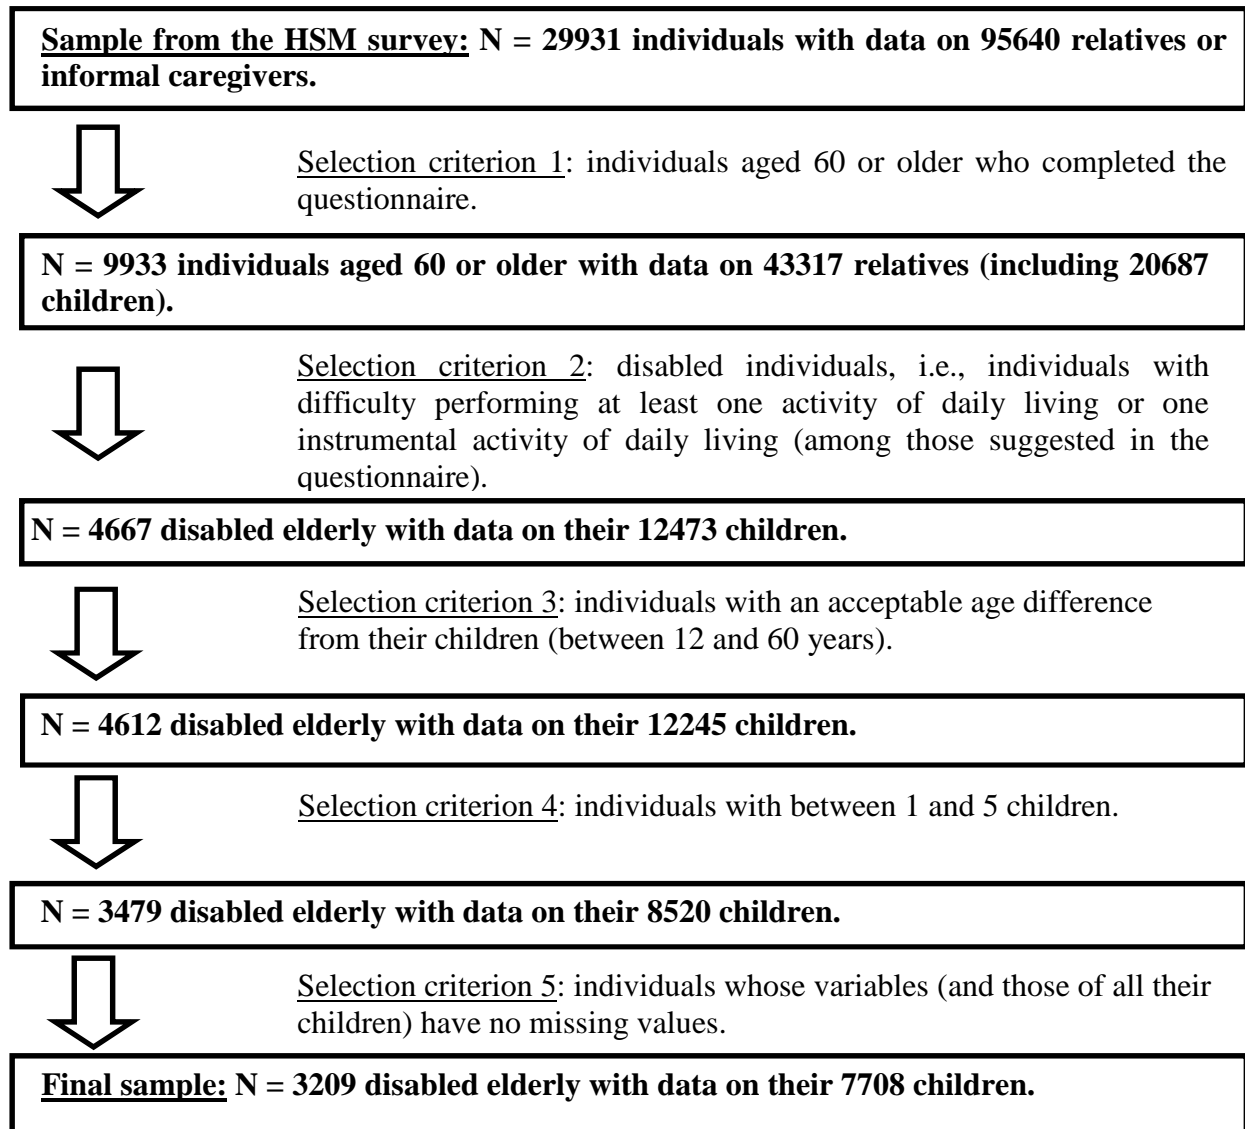 Sample from the HSM survey: N = 29931 individuals with data on 95640 relatives or
informal caregivers.
Selection criterion 1: individuals aged 60 or older who completed the
questionnaire.
N = 9933 individuals aged 60 or older with data on 43317 relatives (including 20687
children).
Selection criterion 2: disabled individuals, i.e., individuals with
difficulty performing at least one activity of daily living or one
instrumental activity of daily living (among those suggested in the
questionnaire).
N = 4667 disabled elderly with data on their 12473 children.
Selection criterion 3: individuals with an acceptable age difference
from their children (between 12 and 60 years).
N = 4612 disabled elderly with data on their 12245 children.
Selection criterion 4: individuals with between 1 and 5 children.
N = 3479 disabled elderly with data on their 8520 children.
Selection criterion 5: individuals whose variables (and those of all their
children) have no missing values.
Final sample: N = 3209 disabled elderly with data on their 7708 children.